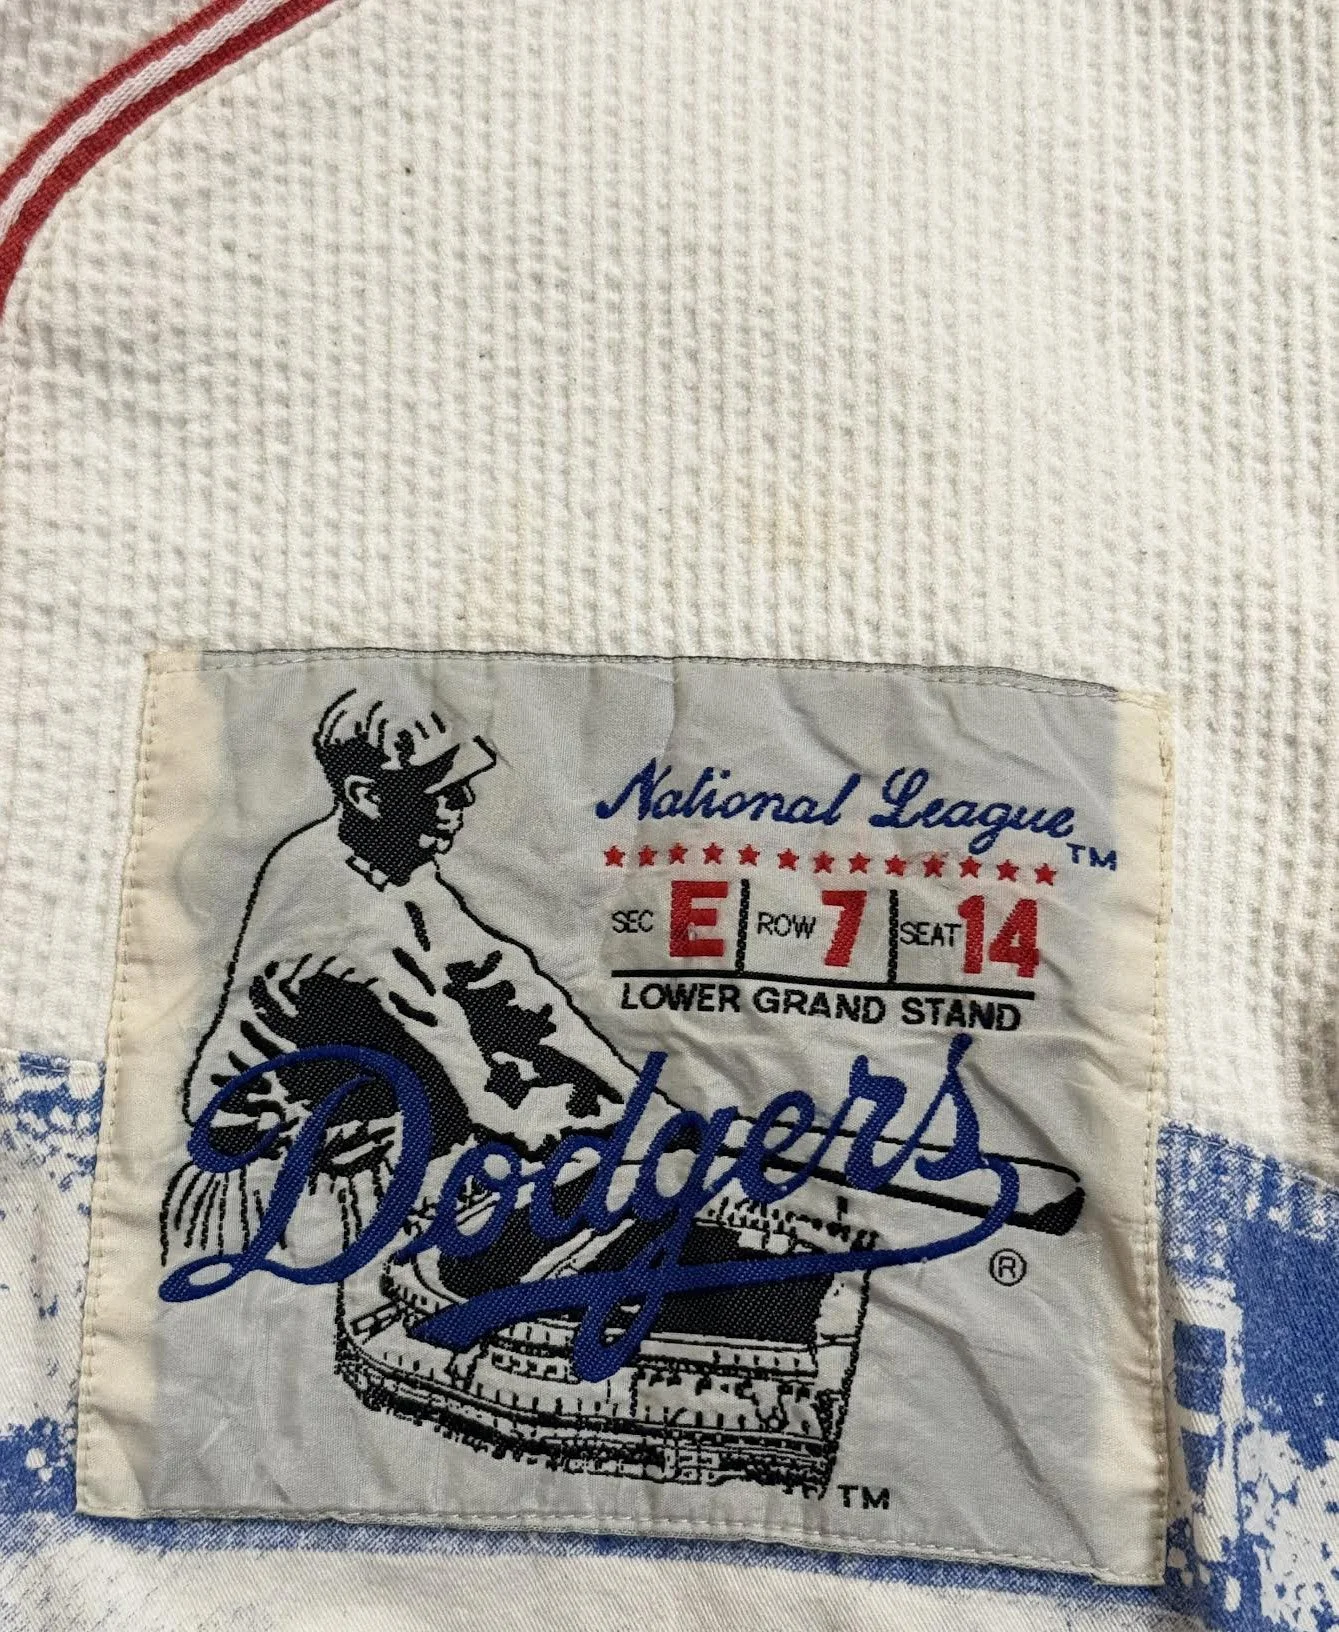 National League
TM
SEC E ROW 7 SEAT 14
LOWER GRAND STAND
Dodgers
®
TM